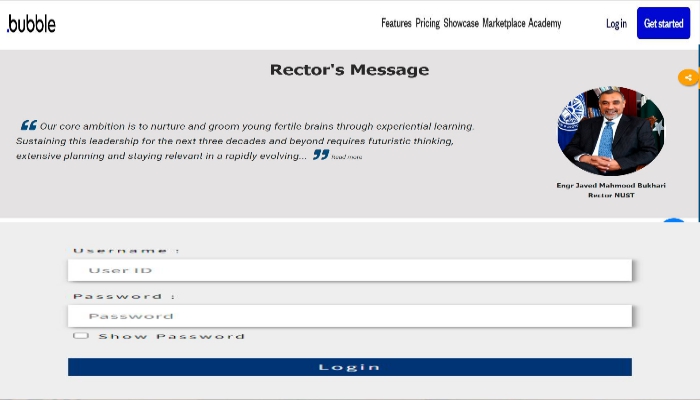 .bubble
Features Pricing Showcase Marketplace Academy
Log in
Get started
Rector's Message
❝ Our core ambition is to nurture and groom young fertile brains through experiential learning.
Sustaining this leadership for the next three decades and beyond requires futuristic thinking,
extensive planning and staying relevant in a rapidly evolving... ❞ Read more
Engr Javed Mahmood Bukhari
Rector NUST
Username :
User ID
Password :
Password
Show Password
Login